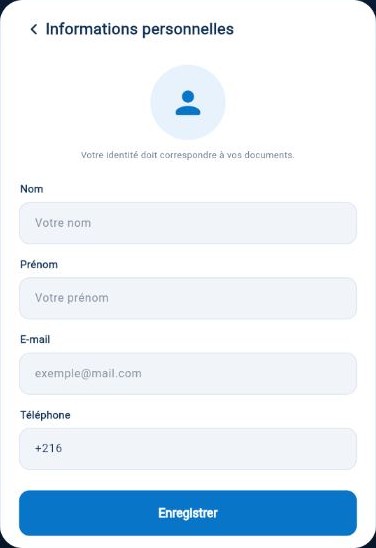 Informations personnelles
Votre identité doit correspondre à vos documents.
Nom
Votre nom
Prénom
Votre prénom
E-mail
exemple@mail.com
Téléphone
+216
Enregistrer